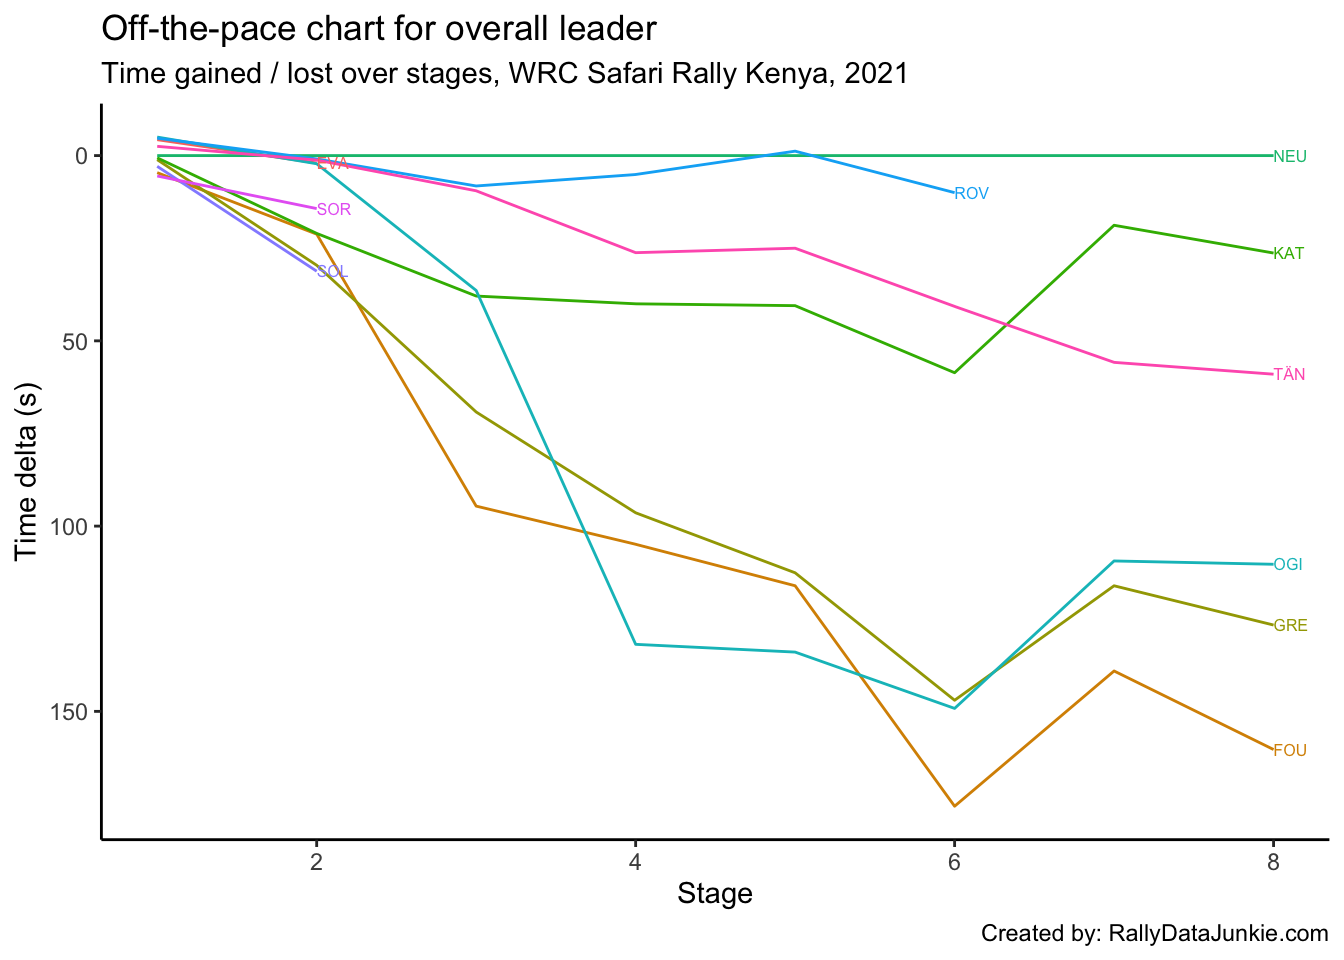 Off-the-pace chart for overall leader
Time gained / lost over stages, WRC Safari Rally Kenya, 2021
0
50
100
150
Time delta (s)
NEU
EVA
ROV
SOR
KAT
SOL
TÄN
OGI
GRE
FOU
2
4
6
8
Stage
Created by: RallyDataJunkie.com